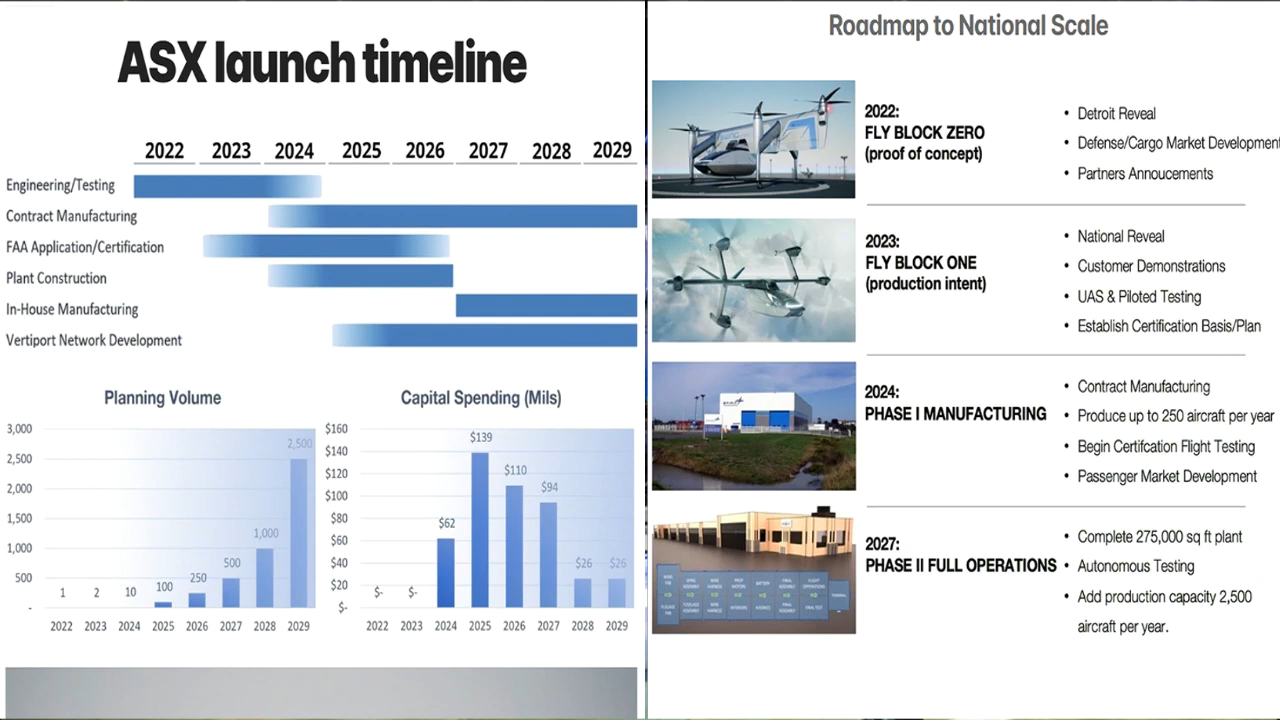 ASX launch timeline
2022 2023 2024 2025 2026 2027 2028 2029
Engineering/Testing
Contract Manufacturing
FAA Application/Certification
Plant Construction
In-House Manufacturing
Vertiport Network Development
Planning Volume
3,000
2,500
2,000
1,500
1,000
500
-
1 2 10 100 250 500 1,000 2,500
2022 2023 2024 2025 2026 2027 2028 2029
Capital Spending (Mils)
$160
$140
$120
$100
$80
$60
$40
$20
$-
$- $- $62 $139 $110 $94 $26 $26
2022 2023 2024 2025 2026 2027 2028 2029
Roadmap to National Scale
2022:
FLY BLOCK ZERO
(proof of concept)
• Detroit Reveal
• Defense/Cargo Market Development
• Partners Annoucements
2023:
FLY BLOCK ONE
(production intent)
• National Reveal
• Customer Demonstrations
• UAS & Piloted Testing
• Establish Certification Basis/Plan
2024:
PHASE I MANUFACTURING
• Contract Manufacturing
• Produce up to 250 aircraft per year
• Begin Certifcation Flight Testing
• Passenger Market Development
2027:
PHASE II FULL OPERATIONS
• Complete 275,000 sq ft plant
• Autonomous Testing
• Add production capacity 2,500
aircraft per year.